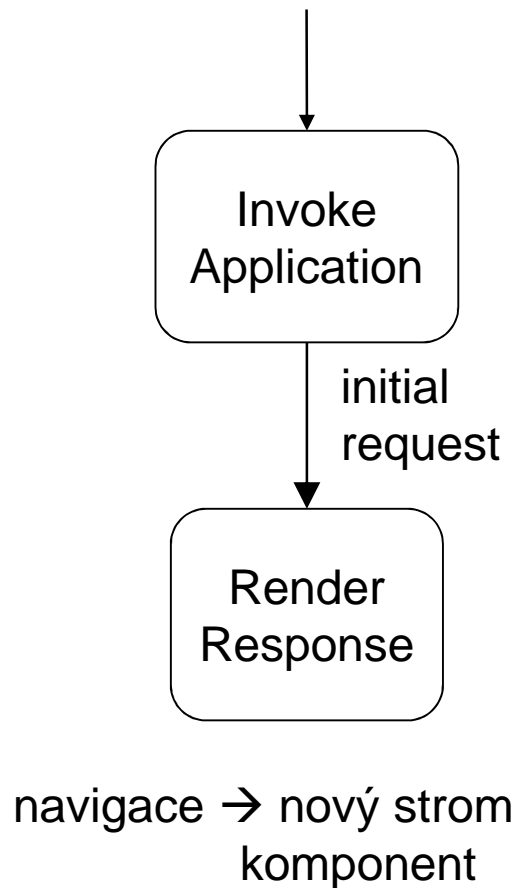 Invoke
Application
initial
request
Render
Response
navigace → nový strom
komponent